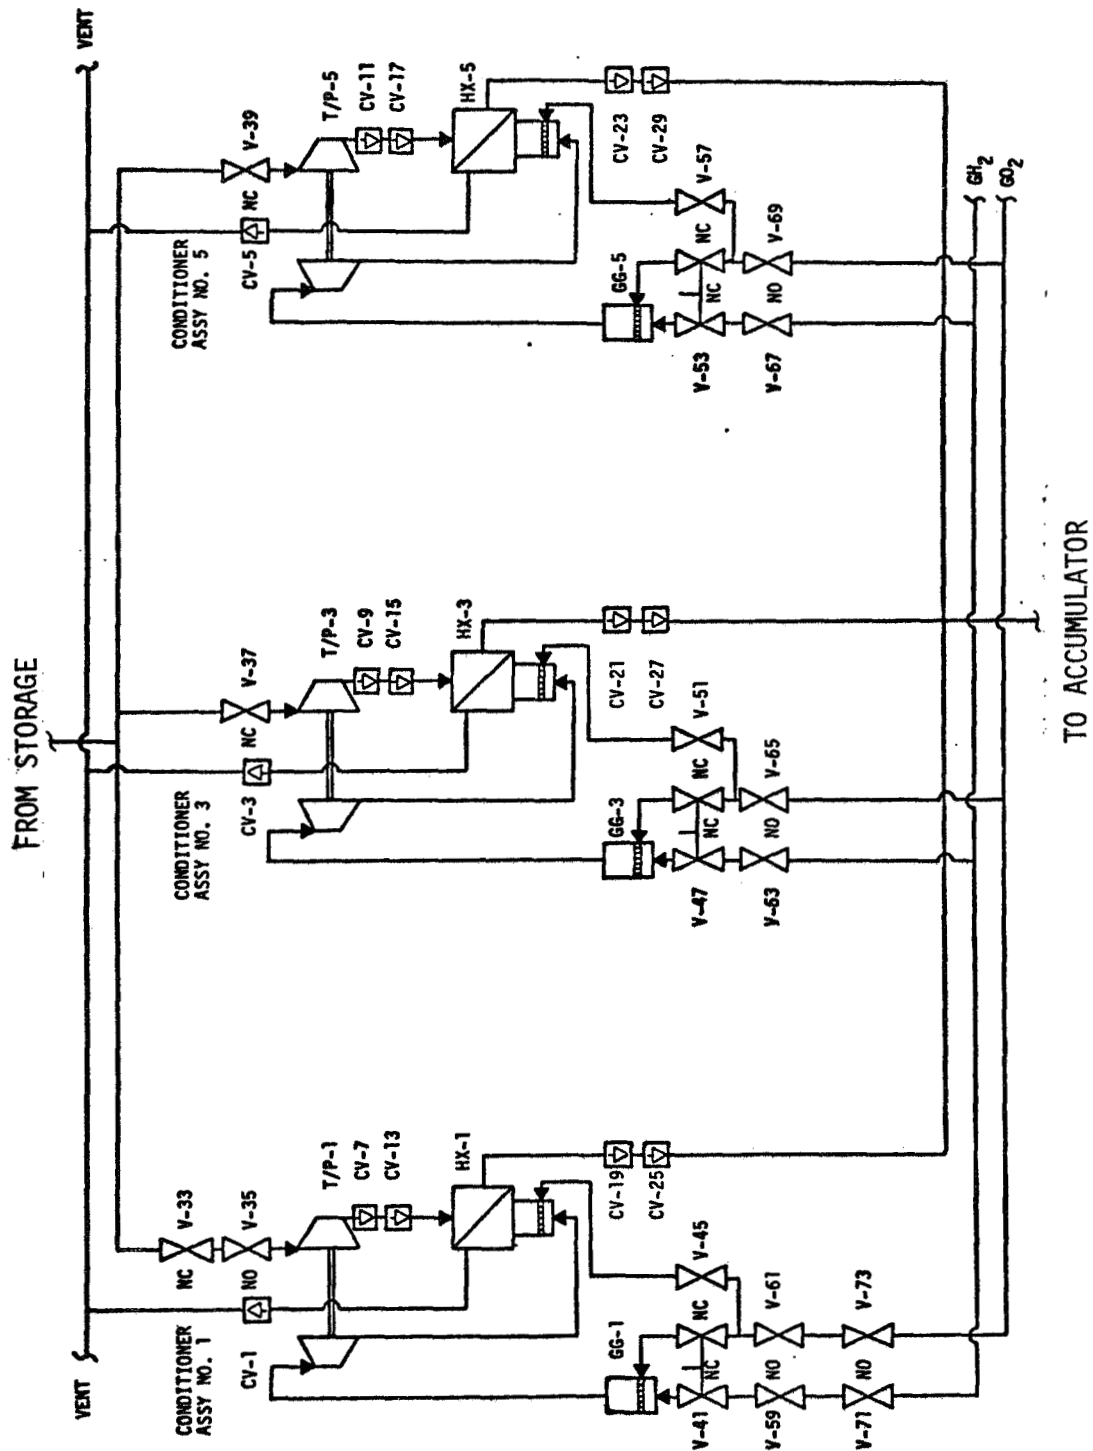 FROM STORAGE
VENT
VENT
CONDITIONER
ASSY NO. 1
V-33
NC
V-35
NO
CV-1
T/P-1
CV-7
CV-13
HX-1
CV-19
CV-25
GG-1
V-45
NC
NC
V-41
V-61
NO
V-59
V-73
NO
V-71
CONDITIONER
ASSY NO. 3
V-37
NC
CV-3
T/P-3
CV-9
CV-15
HX-3
CV-21
CV-27
GG-3
V-51
NC
NC
V-47
V-65
NO
V-63
CONDITIONER
ASSY NO. 5
V-39
NC
CV-5
T/P-5
CV-11
CV-17
HX-5
CV-23
CV-29
GG-5
V-57
NC
NC
V-53
V-69
NO
V-67
GH2
GO2
TO ACCUMULATOR